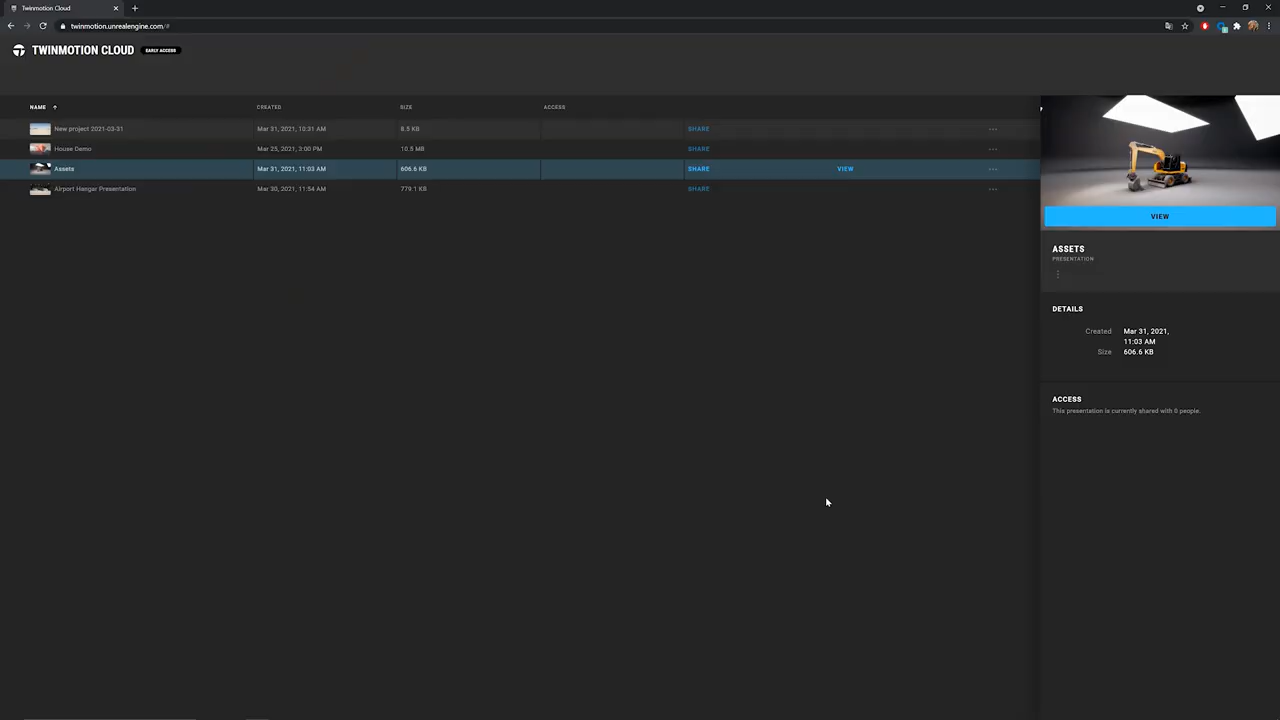 Twinmotion Cloud
twinmotion.unrealengine.com/#
TWINMOTION CLOUD EARLY ACCESS
NAME CREATED SIZE ACCESS
New project 2021-03-31 Mar 31, 2021, 10:31 AM 8.5 KB SHARE ...
House Demo Mar 25, 2021, 3:00 PM 10.5 MB SHARE ...
Assets Mar 31, 2021, 11:03 AM 606.6 KB SHARE VIEW ...
Airport Hangar Presentation Mar 30, 2021, 11:54 AM 779.1 KB SHARE ...
VIEW
ASSETS
PRESENTATION
DETAILS
Created Mar 31, 2021,
11:03 AM
Size 606.6 KB
ACCESS
This presentation is currently shared with 0 people.